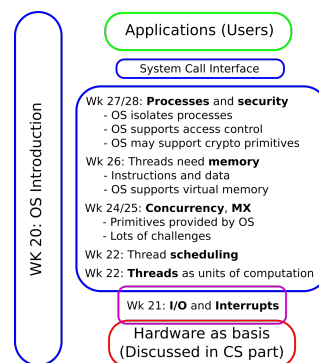 WK 20: OS Introduction
Applications (Users)
System Call Interface
Wk 27/28: Processes and security
- OS isolates processes
- OS supports access control
- OS may support crypto primitives
Wk 26: Threads need memory
- Instructions and data
- OS supports virtual memory
Wk 24/25: Concurrency, MX
- Primitives provided by OS
- Lots of challenges
Wk 22: Thread scheduling
Wk 22: Threads as units of computation
Wk 21: I/O and Interrupts
Hardware as basis
(Discussed in CS part)